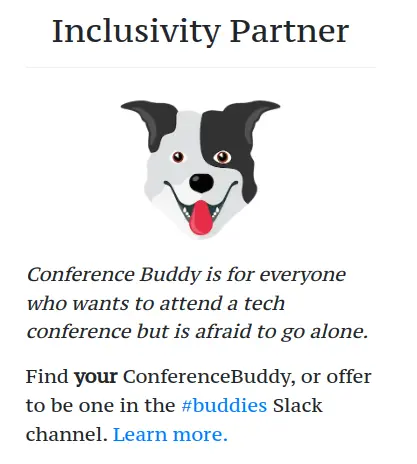 Inclusivity Partner
Conference Buddy is for everyone
who wants to attend a tech
conference but is afraid to go alone.
Find your ConferenceBuddy, or offer
to be one in the #buddies Slack
channel. Learn more.